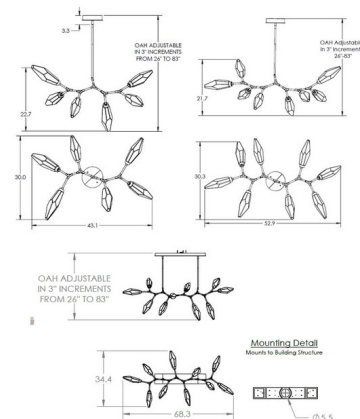 3.3
OAH ADJUSTABLE
IN 3" INCREMENTS
FROM 26" TO 83"
22.7
OAH Adjustable
in 3" Increments
26"-83"
21.7
30.0
43.1
30.3
52.9
OAH ADJUSTABLE
IN 3" INCREMENTS
FROM 26" TO 83"
34.4
68.3
Mounting Detail
Mounts to Building Structure
∅5.5